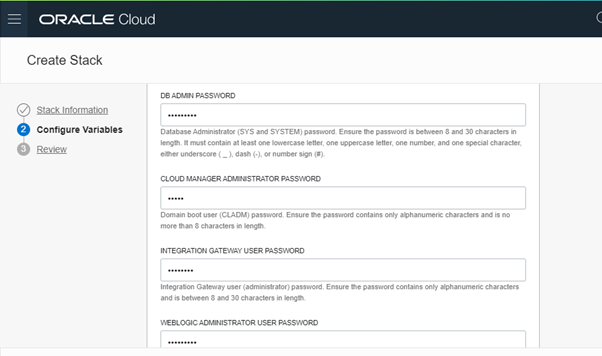 ORACLE Cloud
Create Stack
Stack Information
2 Configure Variables
3 Review
DB ADMIN PASSWORD
•••••••••
Database Administrator (SYS and SYSTEM) password. Ensure the password is between 8 and 30 characters in
length. It must contain at least one lowercase letter, one uppercase letter, one number, and one special character,
either underscore ( _ ), dash (-), or number sign (#).
CLOUD MANAGER ADMINISTRATOR PASSWORD
•••••
Domain boot user (CLADM) password. Ensure the password contains only alphanumeric characters and is no
more than 8 characters in length.
INTEGRATION GATEWAY USER PASSWORD
••••••••
Integration Gateway user (administrator) password. Ensure the password contains only alphanumeric characters
and is between 8 and 30 characters in length.
WEBLOGIC ADMINISTRATOR USER PASSWORD
•••••••••